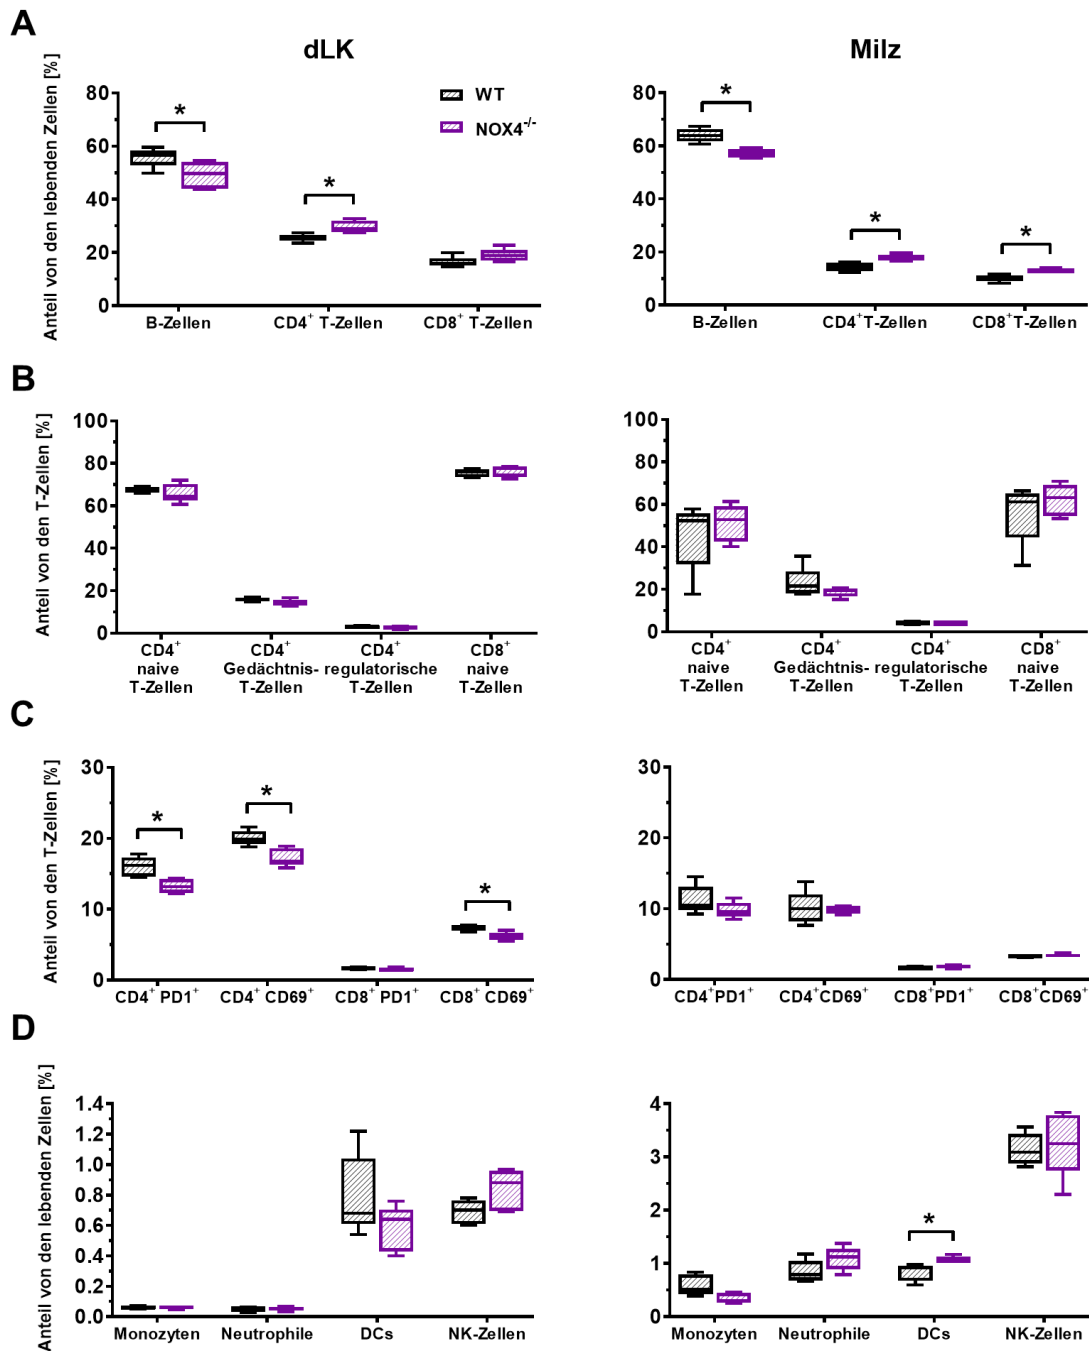 A
dLK
Milz
Anteil von den lebenden Zellen [%]
80
60
40
20
0
*
*
WT
NOX4-/-
B-Zellen
CD4+ T-Zellen
CD8+ T-Zellen
80
60
40
20
0
*
*
*
B-Zellen
CD4+T-Zellen
CD8+T-Zellen
B
Anteil von den T-Zellen [%]
100
80
60
40
20
0
CD4+ CD4+ CD4+ CD8+
naive Gedächtnis- regulatorische naive
T-Zellen T-Zellen T-Zellen T-Zellen
100
80
60
40
20
0
CD4+ CD4+ CD4+ CD8+
naive Gedächtnis- regulatorische naive
T-Zellen T-Zellen T-Zellen T-Zellen
C
Anteil von den T-Zellen [%]
30
20
10
0
*
*
*
CD4+PD1+
CD4+CD69+
CD8+PD1+
CD8+CD69+
30
20
10
0
CD4+PD1+
CD4+CD69+
CD8+PD1+
CD8+CD69+
D
Anteil von den lebenden Zellen [%]
1.4
1.2
1.0
0.8
0.6
0.4
0.2
0.0
Monozyten
Neutrophile
DCs
NK-Zellen
4
3
2
1
0
*
Monozyten
Neutrophile
DCs
NK-Zellen